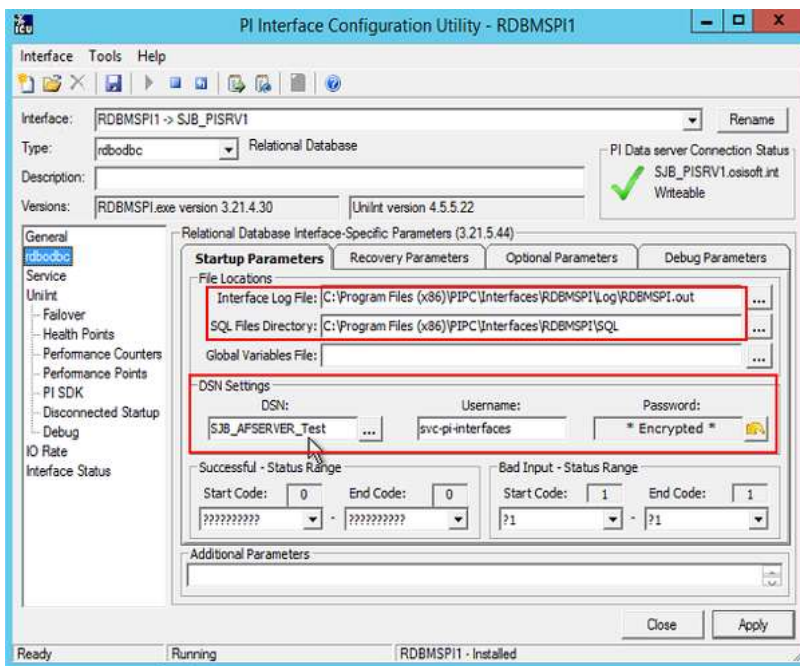 PI Interface Configuration Utility - RDBMSPI1
Interface Tools Help
Interface: RDBMSPI1 -> SJB_PISRV1 Rename
Type: rdbodbc Relational Database
PI Data server Connection Status
Description:
SJB_PISRV1.osisoft.int
Writeable
Versions: RDBMSPI.exe version 3.21.4.30 UniInt version 4.5.5.22
General
rdbodbc
Service
UniInt
Failover
Health Points
Performance Counters
Performance Points
PI SDK
Disconnected Startup
Debug
IO Rate
Interface Status
Relational Database Interface-Specific Parameters (3.21.5.44)
Startup Parameters Recovery Parameters Optional Parameters Debug Parameters
File Locations
Interface Log File: C:\Program Files (x86)\PIPC\Interfaces\RDBMSPI\Log\RDBMSPI.out ...
SQL Files Directory: C:\Program Files (x86)\PIPC\Interfaces\RDBMSPI\SQL ...
Global Variables File: ...
DSN Settings
DSN: Username: Password:
SJB_AFSERVER_Test ... svc-pi-interfaces * Encrypted *
Successful - Status Range Bad Input - Status Range
Start Code: 0 End Code: 0 Start Code: 1 End Code: 1
?????????? - ?????????? ?1 - ?1
Additional Parameters
Close Apply
Ready Running RDBMSPI1 - Installed